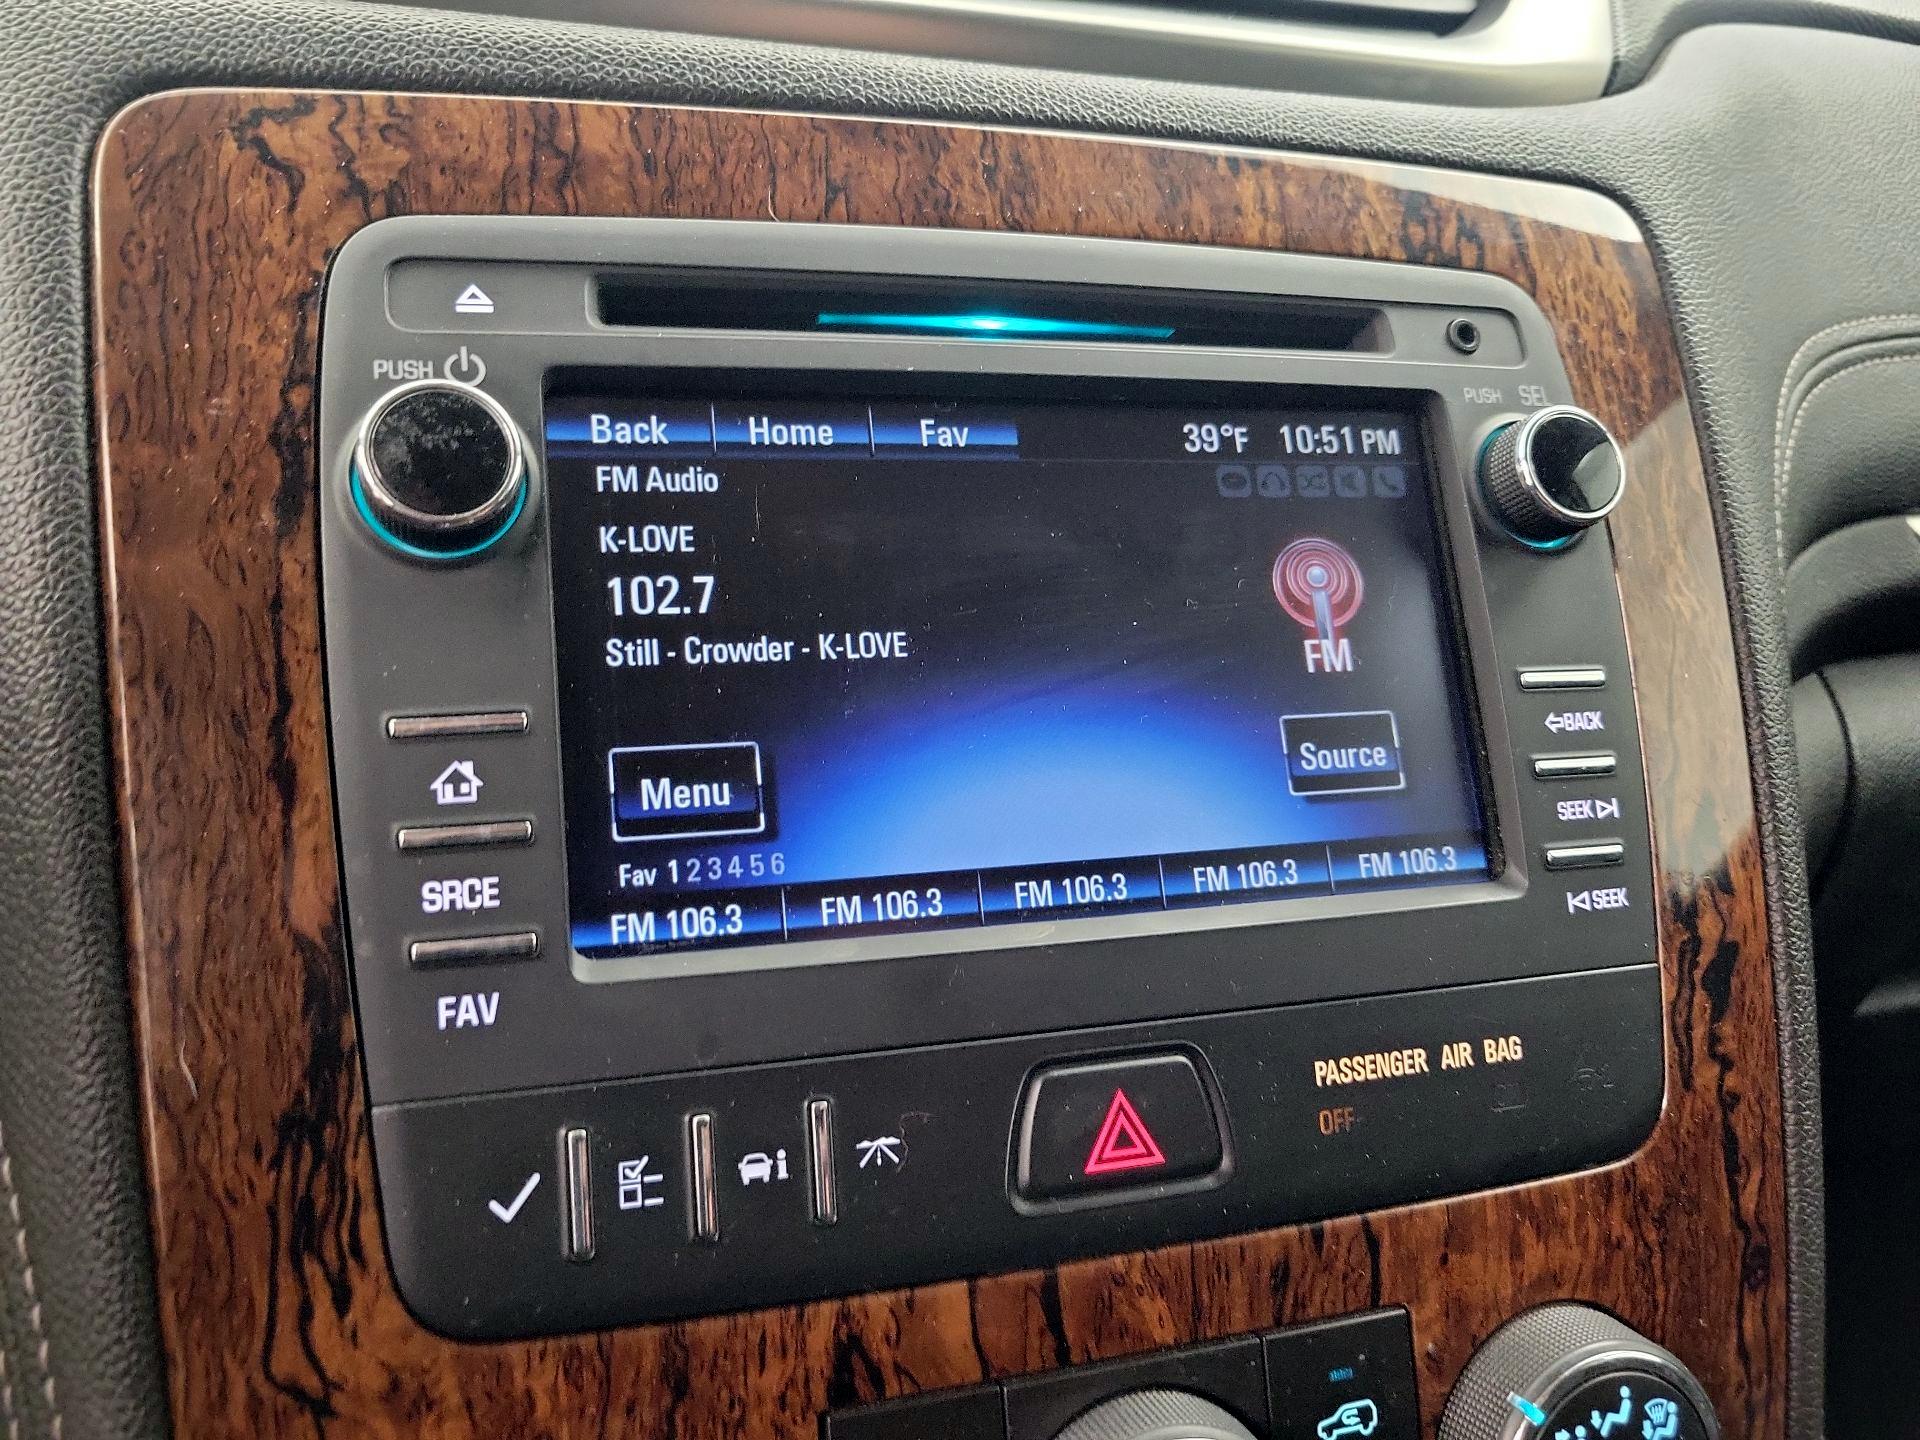 PUSH
PUSH SEL
Back Home Fav 39°F 10:51 PM
FM Audio
K-LOVE
102.7
Still - Crowder - K-LOVE
FM
Menu
Source
Fav 1 2 3 4 5 6
FM 106.3 FM 106.3 FM 106.3 FM 106.3 FM 106.3
BACK
SEEK
SEEK
SRCE
FAV
PASSENGER AIR BAG
OFF